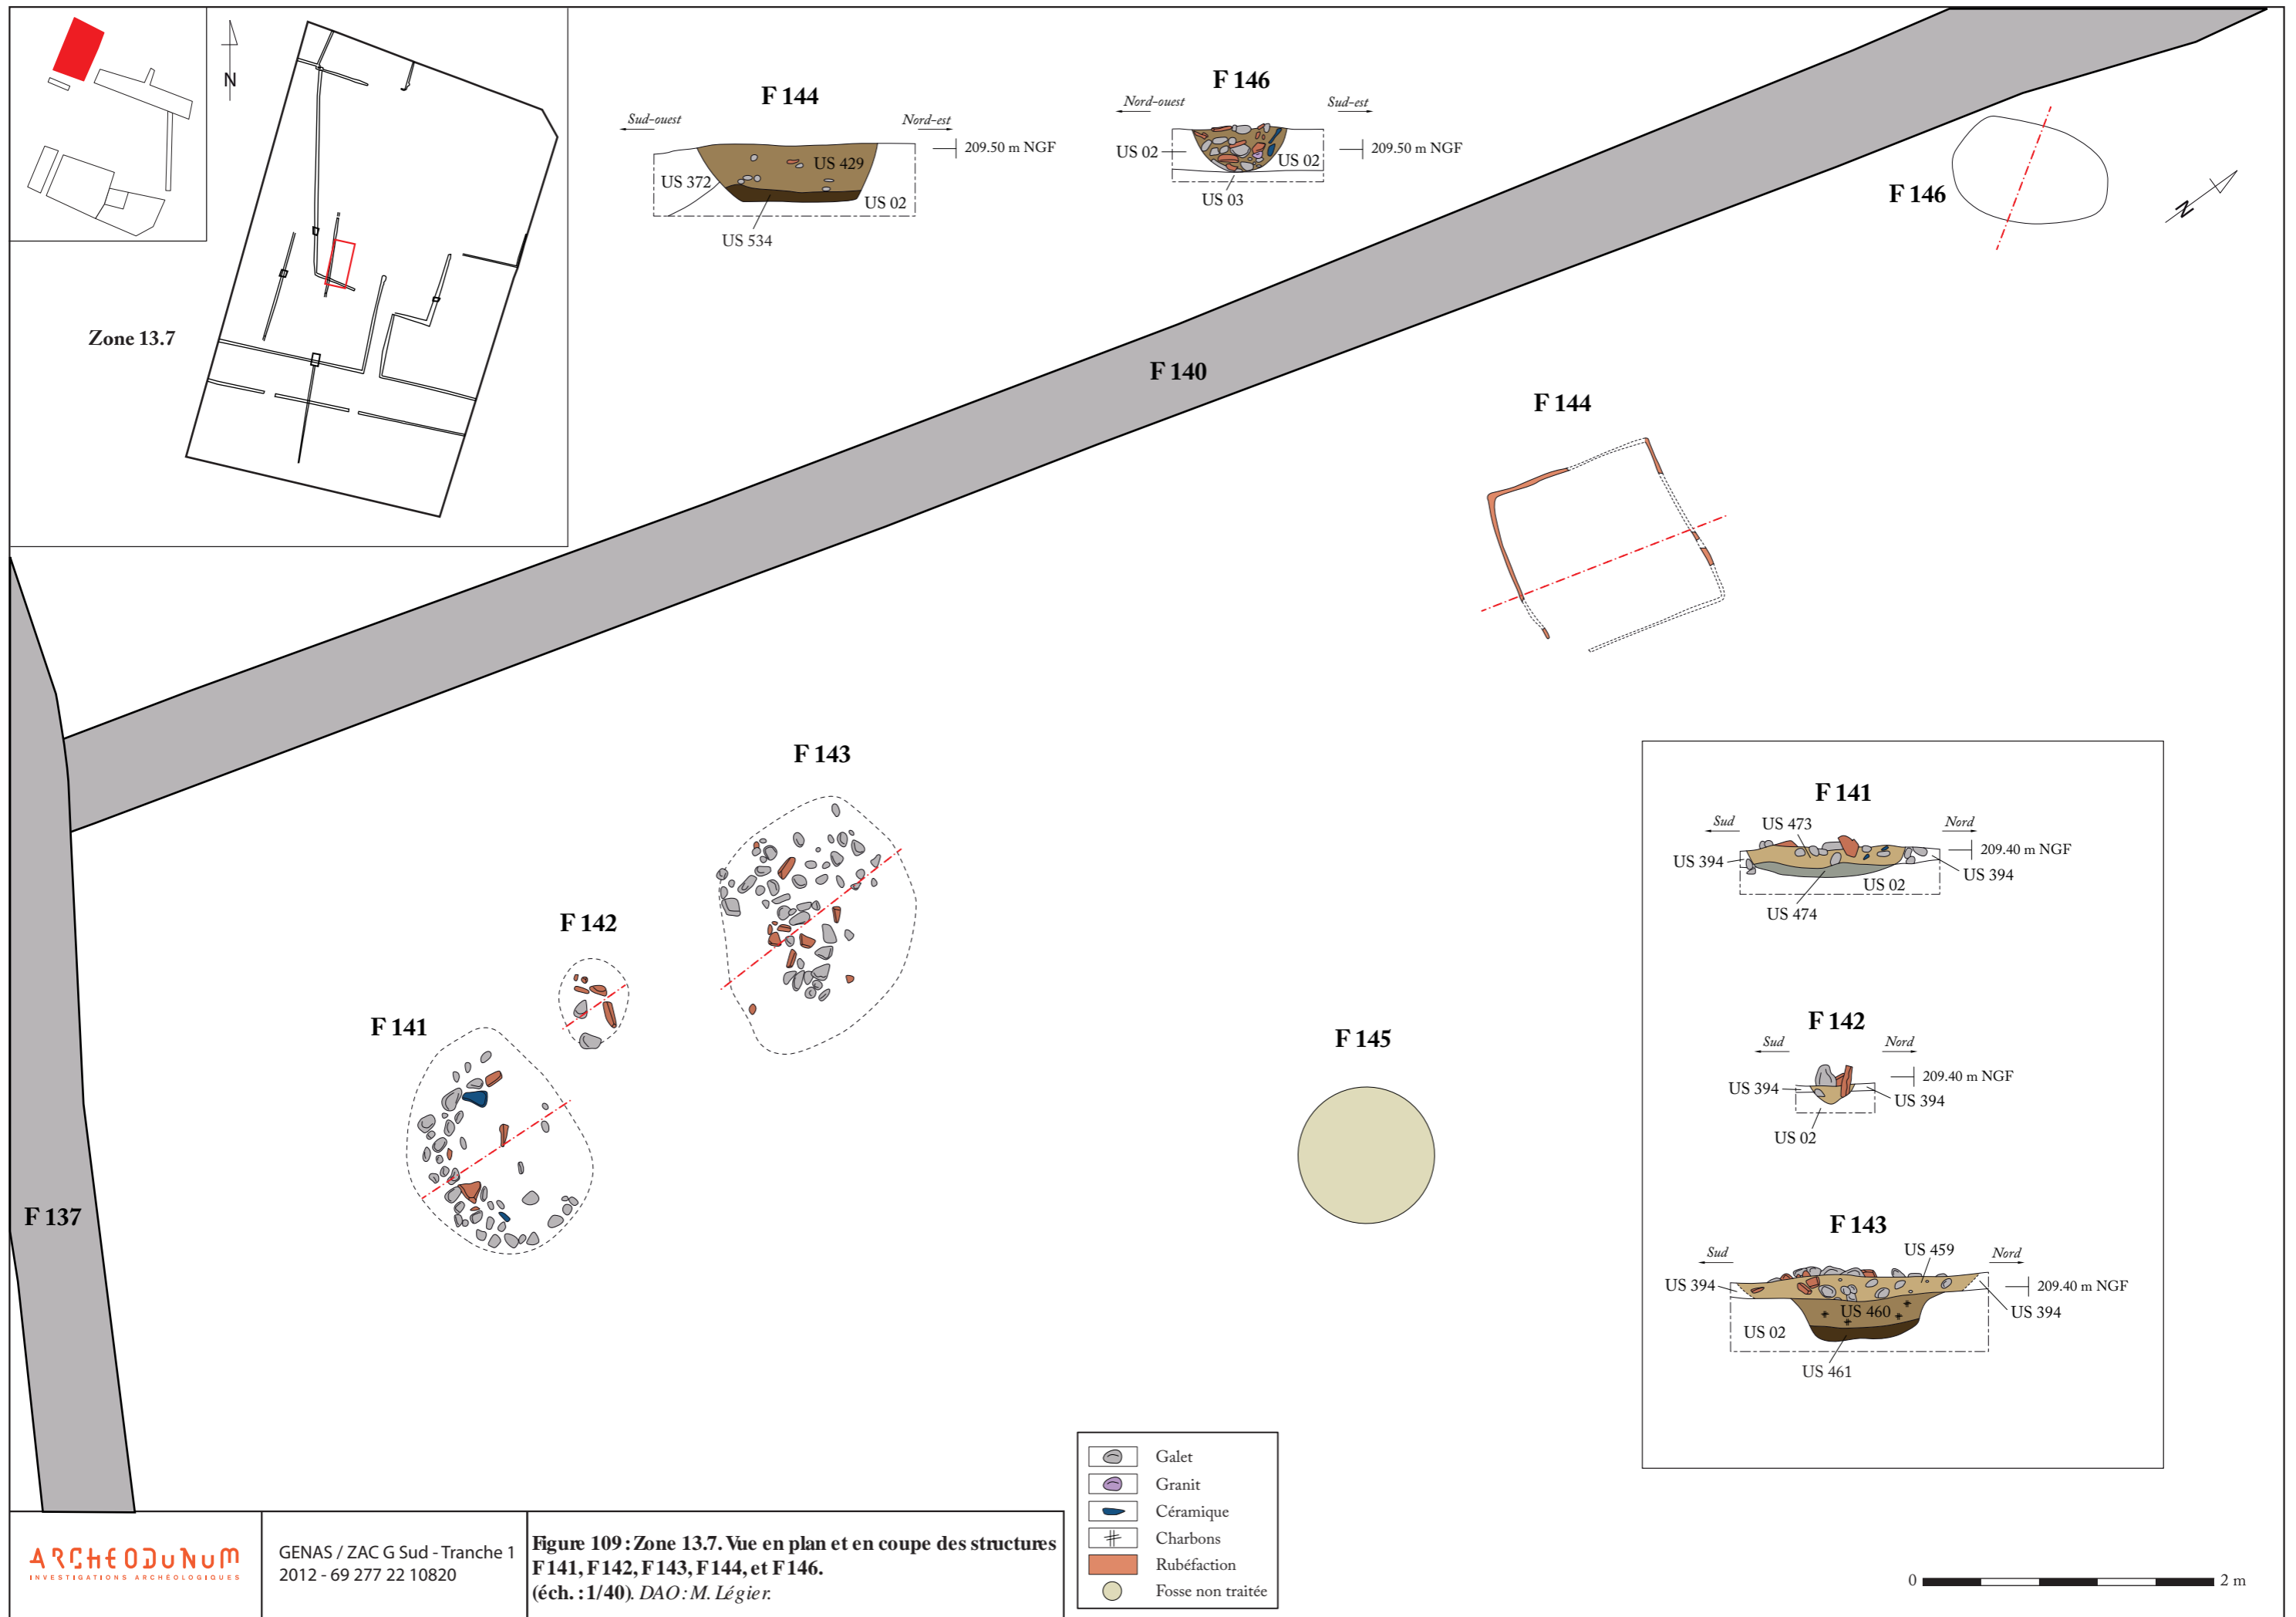 N
Zone 13.7
F 144
Sud-ouest
Nord-est
209.50 m NGF
US 429
US 372
US 02
US 534
F 146
Nord-ouest
Sud-est
US 02
US 02
209.50 m NGF
US 03
F 146
N
F 140
F 144
F 143
F 142
F 141
F 145
F 137
F 141
Sud
US 473
Nord
209.40 m NGF
US 394
US 394
US 02
US 474
F 142
Sud
Nord
209.40 m NGF
US 394
US 394
US 02
F 143
US 459
Sud
Nord
US 394
209.40 m NGF
US 460
US 394
US 02
US 461
Galet
Granit
Céramique
Charbons
Rubéfaction
Fosse non traitée
ARCHEODUNUM
INVESTIGATIONS ARCHÉOLOGIQUES
GENAS / ZAC G Sud - Tranche 1
2012 - 69 277 22 10820
Figure 109 : Zone 13.7. Vue en plan et en coupe des structures
F141, F142, F143, F144, et F146.
(éch. : 1/40). DAO : M. Légier.
0
2 m